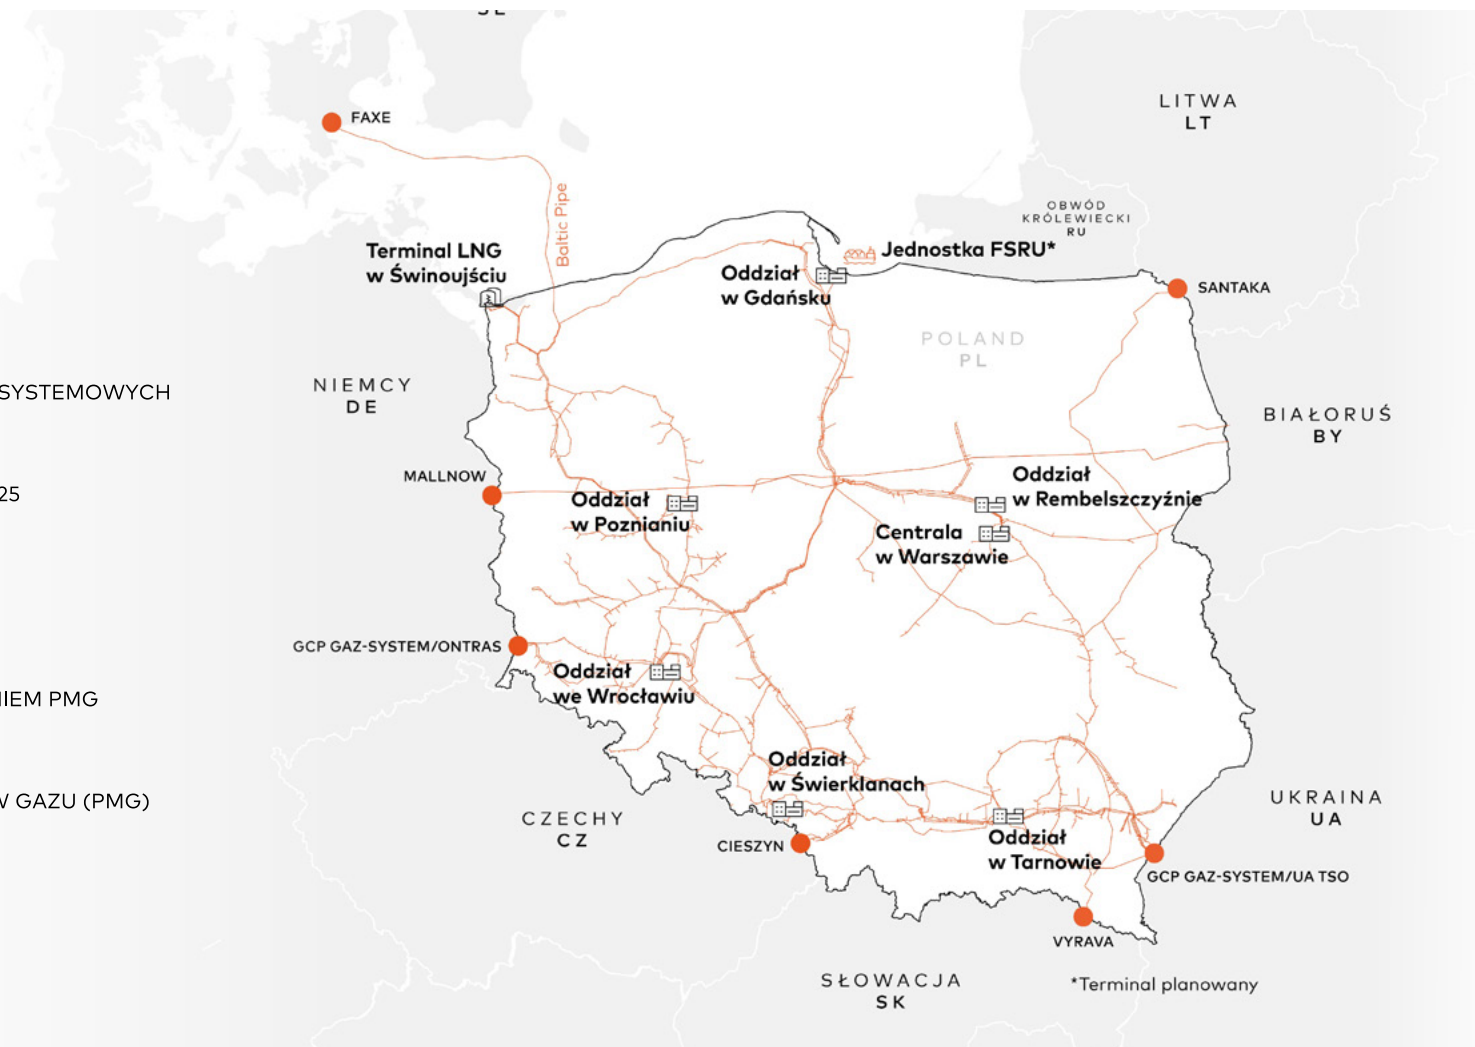 FAXE
LITWA
LT
Baltic Pipe
OBWÓD
KRÓLEWIECKI
RU
Terminal LNG
w Świnoujściu
Jednostka FSRU*
Oddział
w Gdańsku
SANTAKA
POLAND
PL
NIEMCY
DE
SYSTEMOWYCH
BIAŁORUŚ
BY
MALLNOW
25
Oddział
w Poznianiu
Oddział
w Rembelszczyźnie
Centrala
w Warszawie
GCP GAZ-SYSTEM/ONTRAS
Oddział
we Wrocławiu
IEM PMG
Oddział
w Świerklanach
W GAZU (PMG)
CZECHY
CZ
CIESZYN
Oddział
w Tarnowie
UKRAINA
UA
GCP GAZ-SYSTEM/UA TSO
VYRAVA
SŁOWACJA
SK
*Terminal planowany